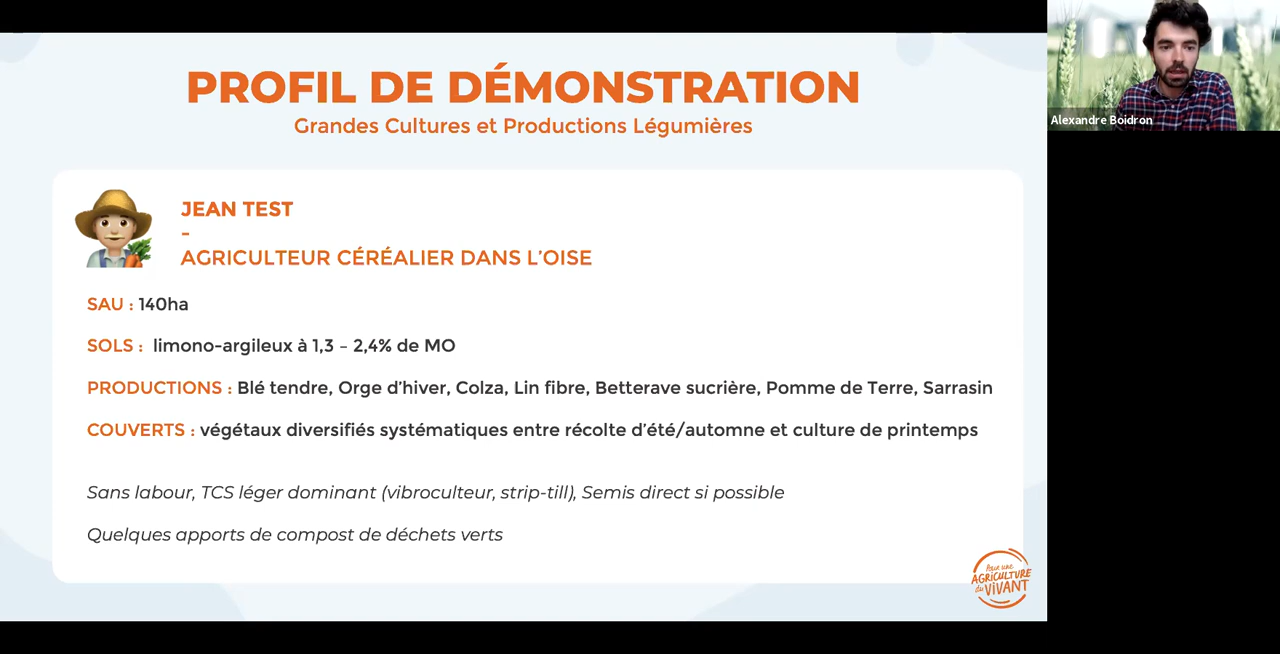 PROFIL DE DÉMONSTRATION
Grandes Cultures et Productions Légumières
Alexandre Boidron
JEAN TEST
-
AGRICULTEUR CÉRÉALIER DANS L'OISE
SAU : 140ha
SOLS : limono-argileux à 1,3 – 2,4% de MO
PRODUCTIONS : Blé tendre, Orge d'hiver, Colza, Lin fibre, Betterave sucrière, Pomme de Terre, Sarrasin
COUVERTS : végétaux diversifiés systématiques entre récolte d'été/automne et culture de printemps
Sans labour, TCS léger dominant (vibroculteur, strip-till), Semis direct si possible
Quelques apports de compost de déchets verts
Pour une
AGRICULTURE
du VIVANT